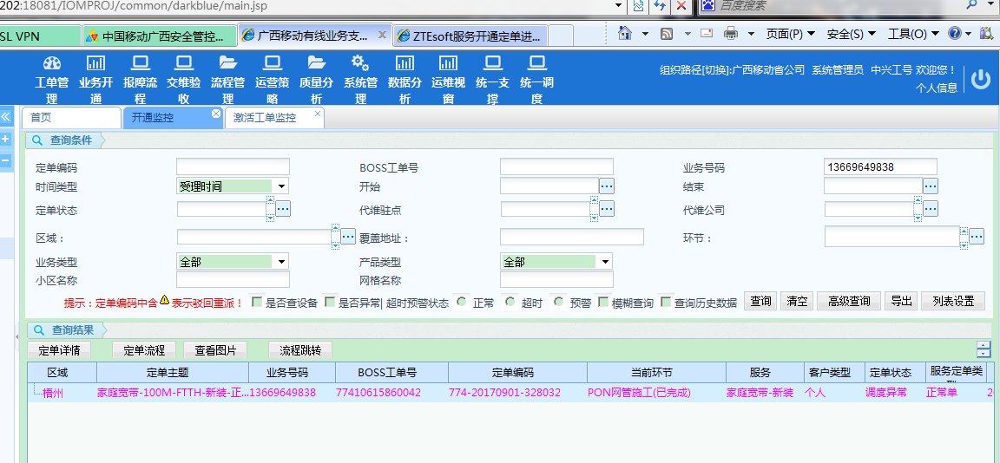 202:18081/IOMPROJ/common/darkblue/main.jsp
百度搜索
SL VPN 中国移动广西安全管控... 广西移动有线业务支... ZTEsoft服务开通定单进...
页面(P) 安全(S) 工具(O)
工单管理 业务开通 报障流程 交维验收 流程管理 运营策略 质量分析 系统管理 数据分析 运维视窗 统一支撑 统一调度
组织路径[切换]:广西移动省公司 系统管理员 中兴工号 欢迎您！
个人信息
首页 开通监控 激活工单监控
查询条件
定单编码 BOSS工单号 业务号码 13669649838
时间类型 受理时间 开始 结束
定单状态 代维驻点 代维公司
区域： 覆盖地址： 环节：
业务类型 全部 产品类型 全部
小区名称 网格名称
提示：定单编码中含 表示驳回重派！ 是否查设备 是否异常| 超时预警状态 正常 超时 预警 模糊查询 查询历史数据 查询 清空 高级查询 导出 列表设置
查询结果
定单详情 定单流程 查看图片 流程跳转
区域 定单主题 业务号码 BOSS工单号 定单编码 当前环节 服务 客户类型 定单状态 服务定单类
梧州 家庭宽带-100M-FTTH-新装-正... 13669649838 77410615860042 774-20170901-328032 PON网管施工(已完成) 家庭宽带-新装 个人 调度异常 正常单